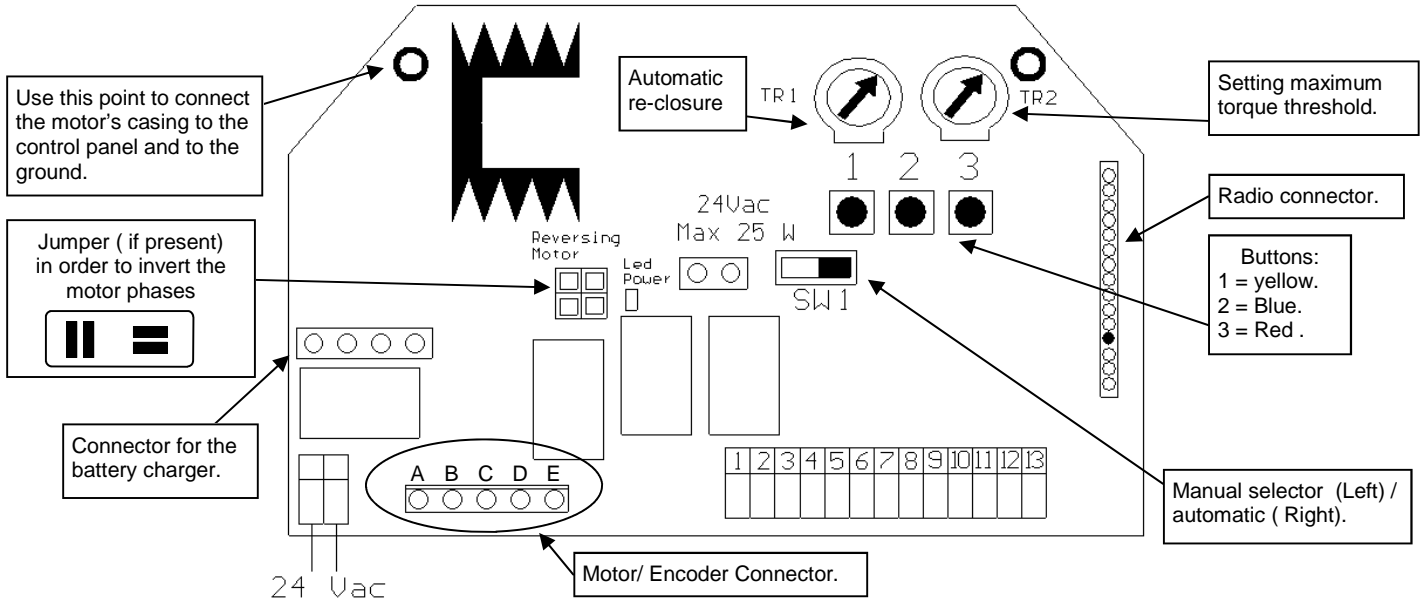 Use this point to connect
the motor's casing to the
control panel and to the
ground.
Automatic
re-closure
TR1
TR2
Setting maximum
torque threshold.
1 2 3
Radio connector.
24Vac
Max 25 W
Buttons:
1 = yellow.
2 = Blue.
3 = Red .
Jumper ( if present)
in order to invert the
motor phases
Reversing
Motor
Led
Power
SW1
Connector for the
battery charger.
A B C D E
1 2 3 4 5 6 7 8 9 10 11 12 13
Manual selector (Left) /
automatic ( Right).
24 Vac
Motor/ Encoder Connector.